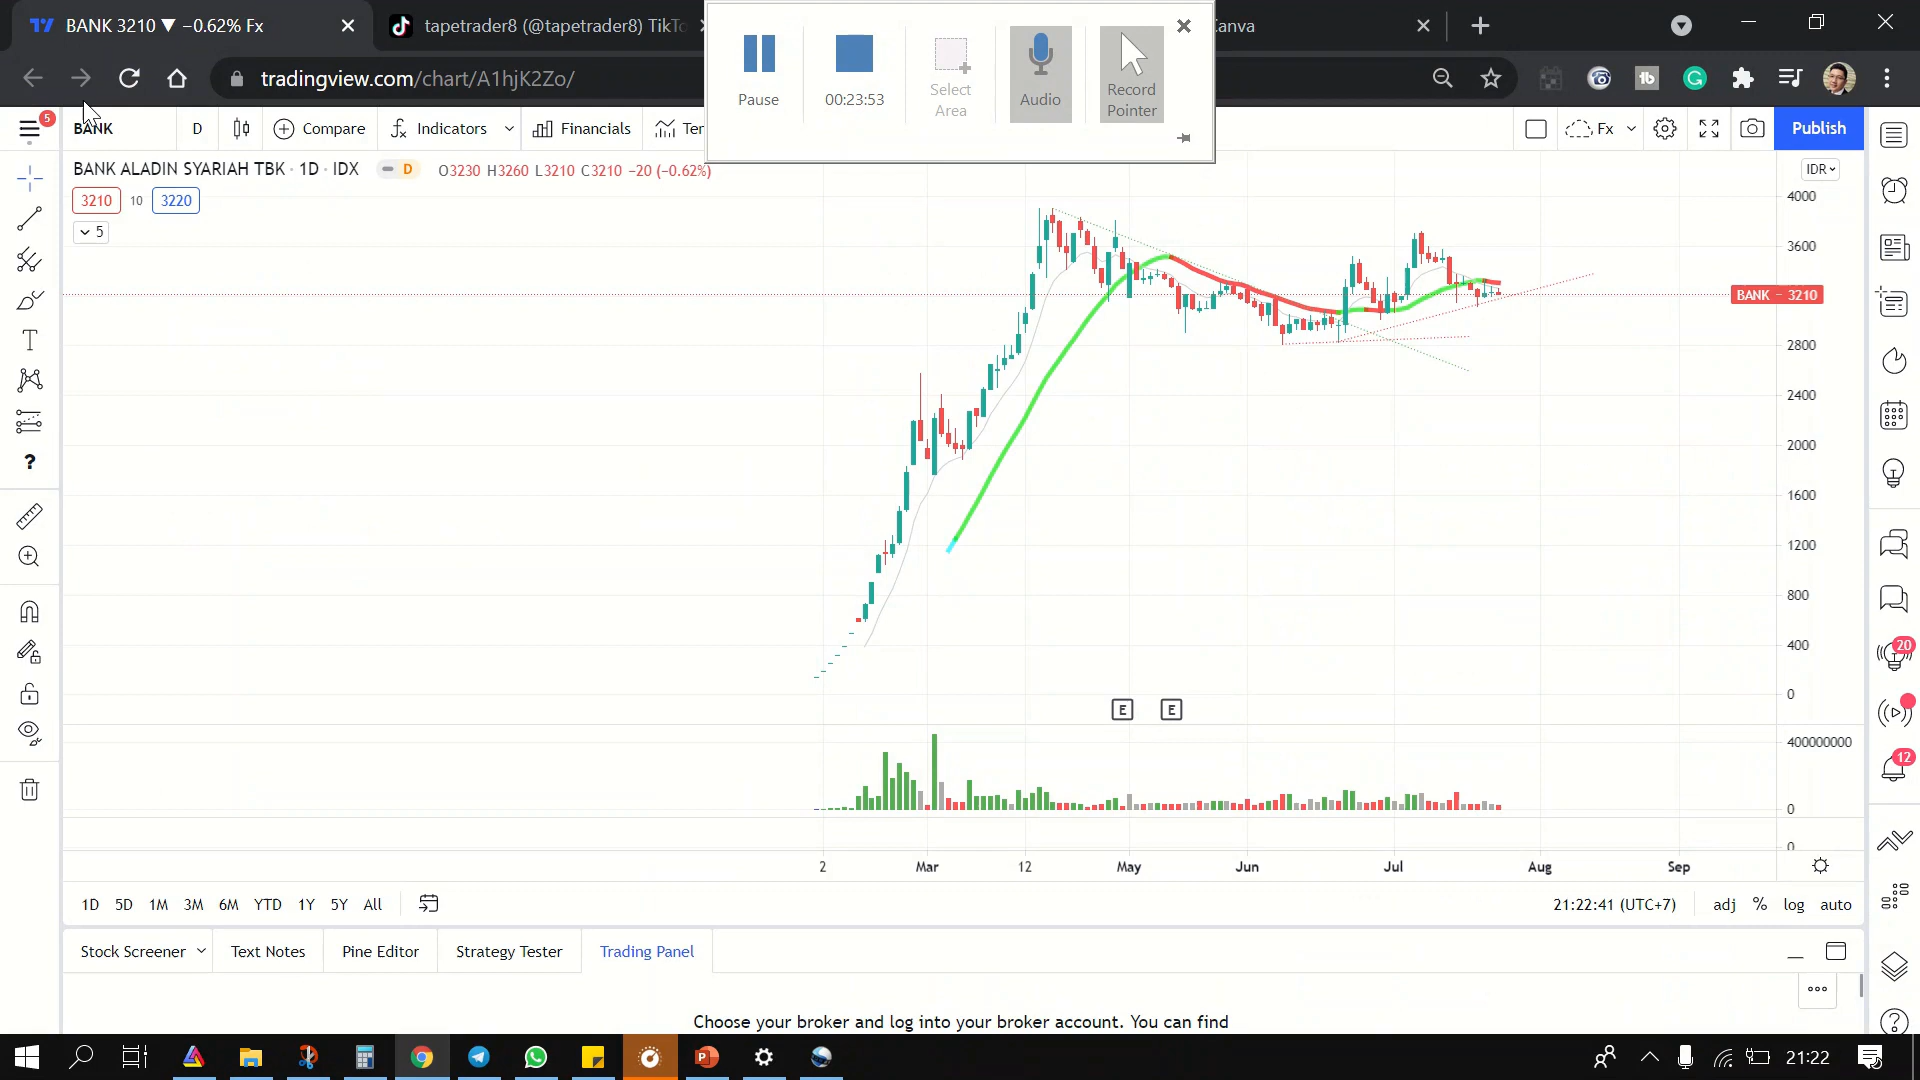 BANK 3210 ▼ −0.62% Fx
tapetrader8 (@tapetrader8) TikTo
anva
tradingview.com/chart/A1hjK2Zo/
Pause
00:23:53
Select
Area
Audio
Record
Pointer
5
BANK
D
Compare
Indicators
Financials
Ter
Fx
Publish
BANK ALADIN SYARIAH TBK · 1D · IDX
D
O3230 H3260 L3210 C3210 −20 (−0.62%)
IDR
3210
10
3220
5
4000
3600
BANK
3210
2800
2400
2000
1600
1200
800
400
0
E
E
400000000
0
0
2
Mar
12
May
Jun
Jul
Aug
Sep
20
12
1D
5D
1M
3M
6M
YTD
1Y
5Y
All
21:22:41 (UTC+7)
adj
%
log
auto
Stock Screener
Text Notes
Pine Editor
Strategy Tester
Trading Panel
Choose your broker and log into your broker account. You can find
21:22